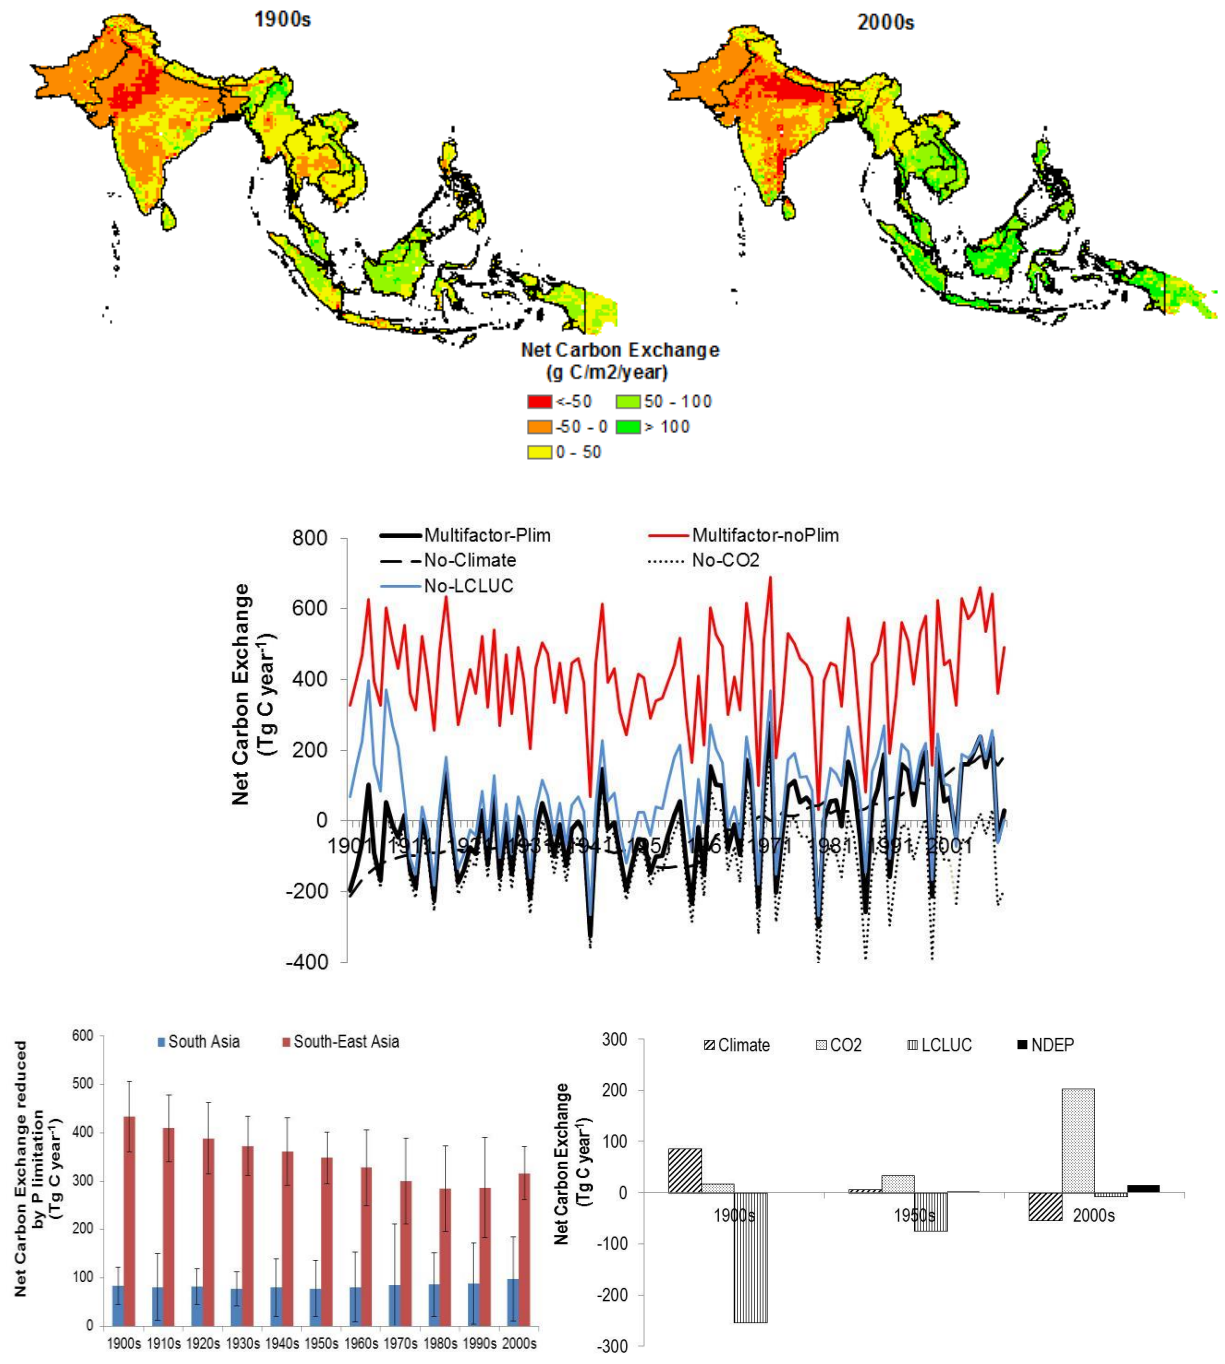 1900s
2000s
Net Carbon Exchange
(g C/m2/year)
<-50
50 - 100
-50 - 0
> 100
0 - 50
Net Carbon Exchange
(Tg C year-1)
800
600
400
200
0
-200
-400
Multifactor-Plim
Multifactor-noPlim
No-Climate
No-CO2
No-LCLUC
1901
1911
1921
1931
1941
1951
1961
1971
1981
1991
2001
Net Carbon Exchange reduced
by P limitation
(Tg C year-1)
600
500
400
300
200
100
0
South Asia
South-East Asia
1900s 1910s 1920s 1930s 1940s 1950s 1960s 1970s 1980s 1990s 2000s
Net Carbon Exchange
(Tg C year-1)
300
200
100
0
-100
-200
-300
Climate
CO2
LCLUC
NDEP
1900s
1950s
2000s